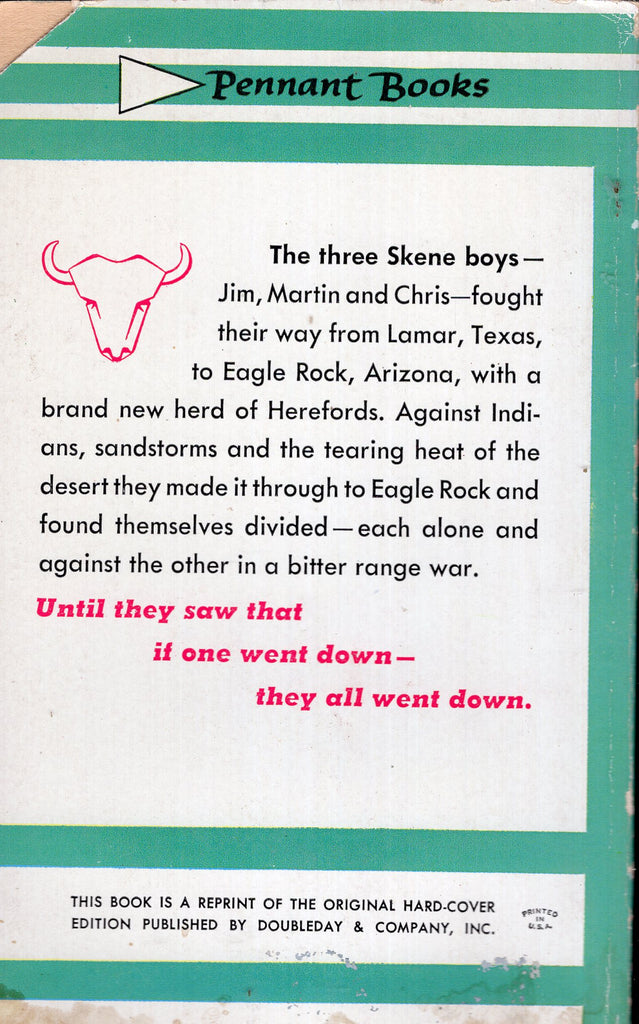 Pennant Books
The three Skene boys—
Jim, Martin and Chris—fought
their way from Lamar, Texas,
to Eagle Rock, Arizona, with a
brand new herd of Herefords. Against Indi-
ans, sandstorms and the tearing heat of the
desert they made it through to Eagle Rock and
found themselves divided—each alone and
against the other in a bitter range war.
Until they saw that
if one went down—
they all went down.
THIS BOOK IS A REPRINT OF THE ORIGINAL HARD-COVER
EDITION PUBLISHED BY DOUBLEDAY & COMPANY, INC.
PRINTED
IN
U.S.A.